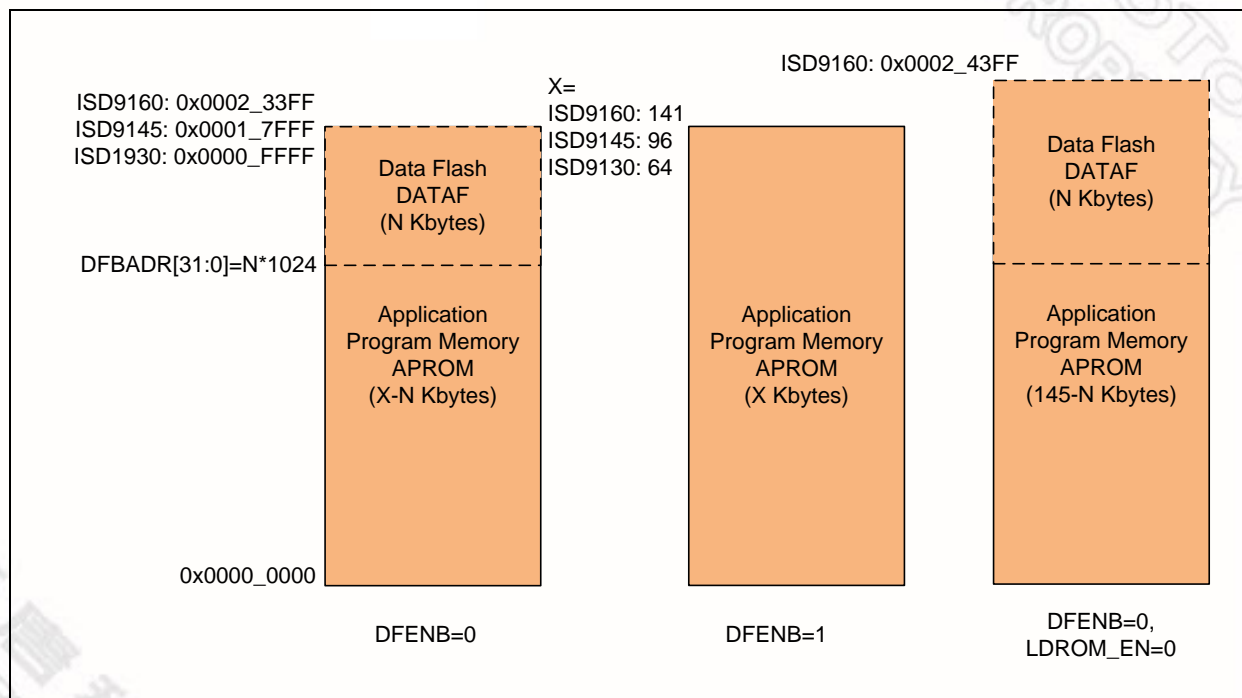 ISD9160: 0x0002_43FF
ISD9160: 0x0002_33FF
ISD9145: 0x0001_7FFF
ISD1930: 0x0000_FFFF
X=
ISD9160: 141
ISD9145: 96
ISD9130: 64
Data Flash
DATAF
(N Kbytes)
Data Flash
DATAF
(N Kbytes)
DFBADR[31:0]=N*1024
Application
Program Memory
APROM
(X-N Kbytes)
Application
Program Memory
APROM
(X Kbytes)
Application
Program Memory
APROM
(145-N Kbytes)
0x0000_0000
DFENB=0
DFENB=1
DFENB=0,
LDROM_EN=0